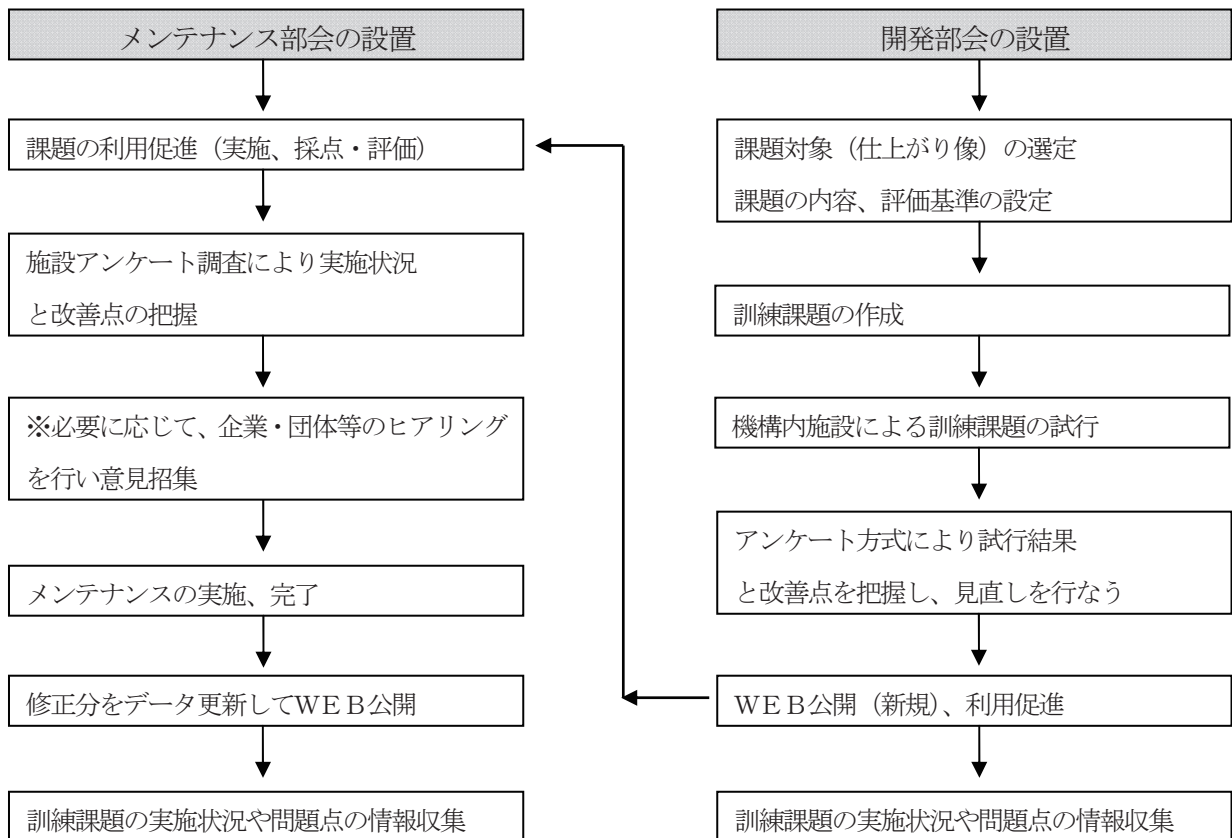 メンテナンス部会の設置
課題の利用促進（実施、採点・評価）
施設アンケート調査により実施状況
と改善点の把握
※必要に応じて、企業・団体等のヒアリング
を行い意見招集
メンテナンスの実施、完了
修正分をデータ更新してＷＥＢ公開
訓練課題の実施状況や問題点の情報収集
開発部会の設置
課題対象（仕上がり像）の選定
課題の内容、評価基準の設定
訓練課題の作成
機構内施設による訓練課題の試行
アンケート方式により試行結果
と改善点を把握し、見直しを行なう
ＷＥＢ公開（新規）、利用促進
訓練課題の実施状況や問題点の情報収集